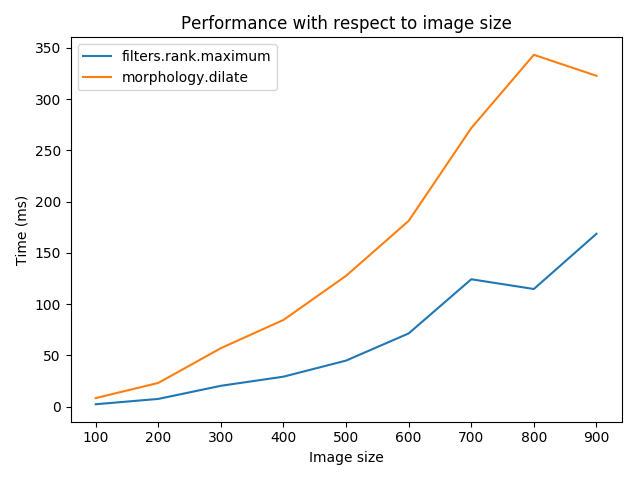 Performance with respect to image size
filters.rank.maximum
morphology.dilate
Time (ms)
350
300
250
200
150
100
50
0
100 200 300 400 500 600 700 800 900
Image size